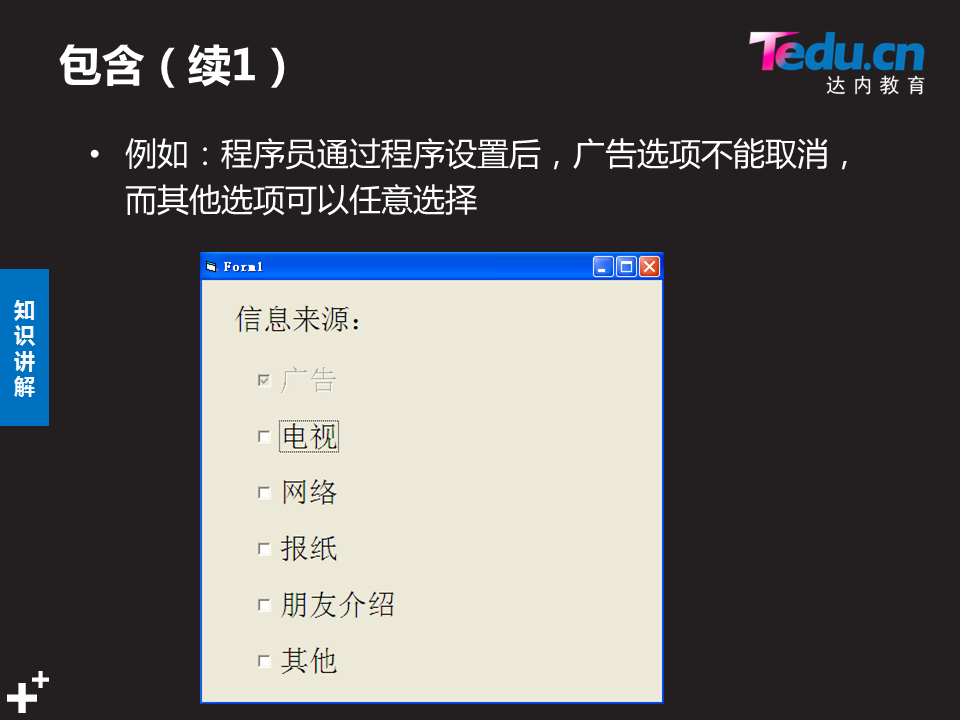 包含（续1）
Tedu.cn
达内教育
• 例如：程序员通过程序设置后，广告选项不能取消，
而其他选项可以任意选择
知识讲解
Form1
信息来源：
广告
电视
网络
报纸
朋友介绍
其他